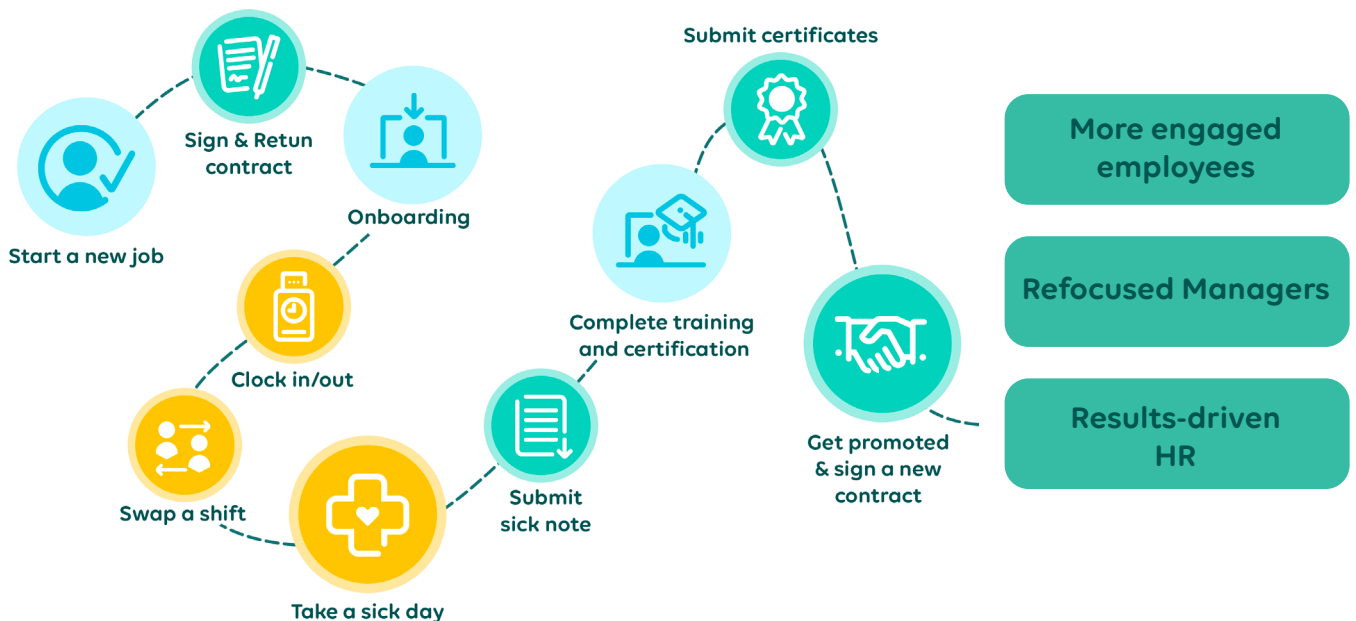 Start a new job
Sign & Retun
contract
Onboarding
Clock in/out
Swap a shift
Take a sick day
Submit
sick note
Complete training
and certification
Submit certificates
Get promoted
& sign a new
contract
More engaged
employees
Refocused Managers
Results-driven
HR